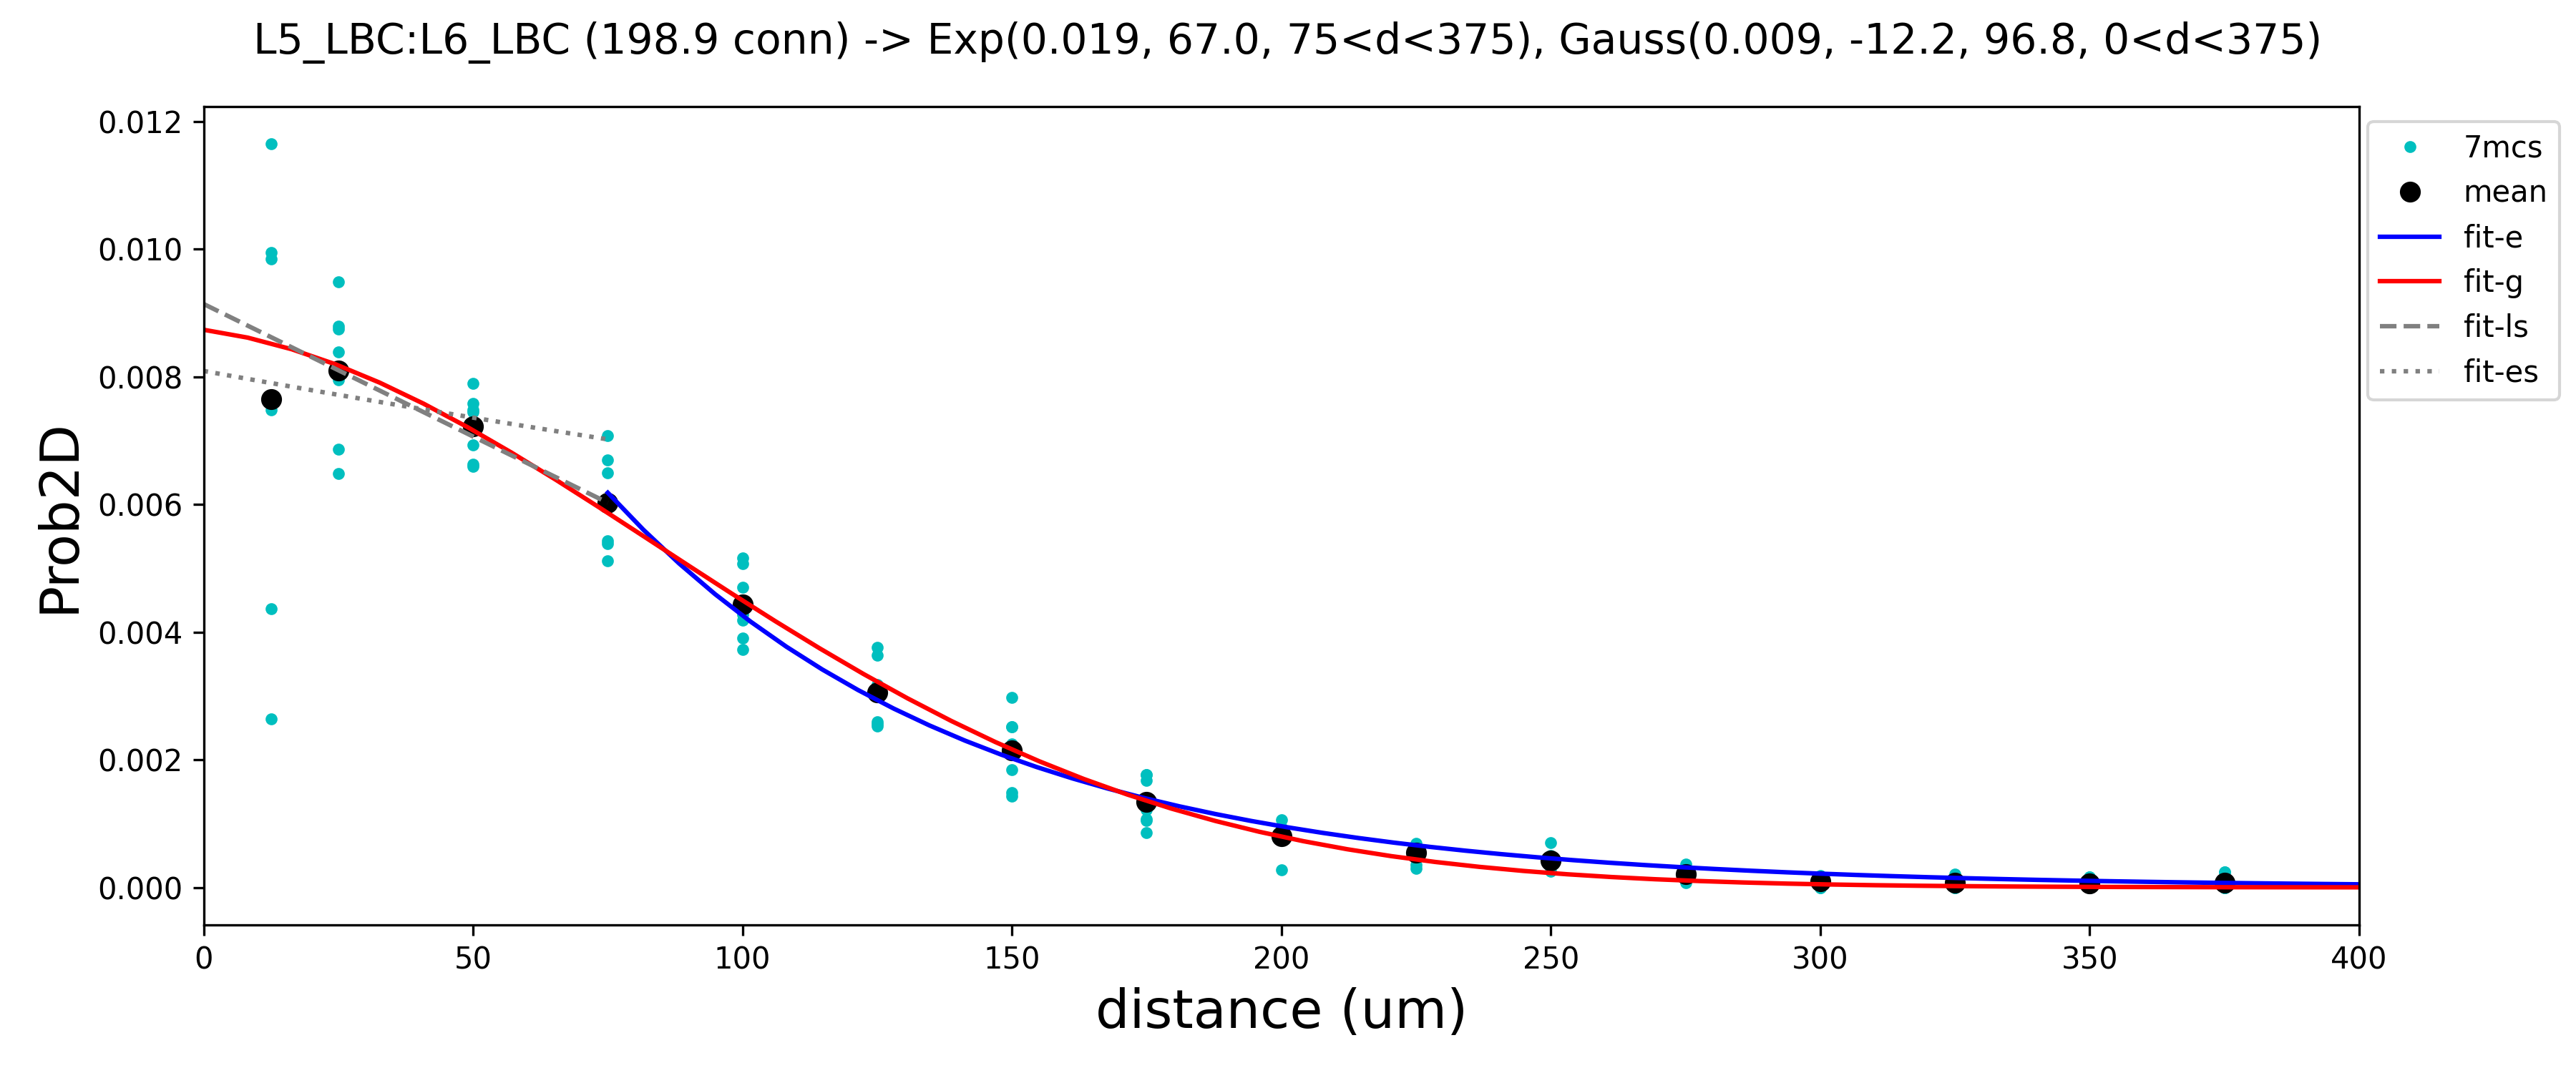 L5_LBC:L6_LBC (198.9 conn) -> Exp(0.019, 67.0, 75<d<375), Gauss(0.009, -12.2, 96.8, 0<d<375)
0.012
0.010
0.008
0.006
0.004
0.002
0.000
Prob2D
0 50 100 150 200 250 300 350 400
distance (um)
7mcs
mean
fit-e
fit-g
fit-ls
fit-es